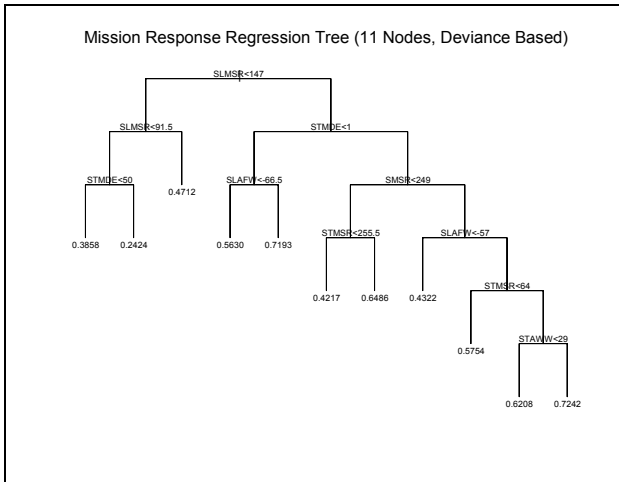 Mission Response Regression Tree (11 Nodes, Deviance Based)
SLMSR<147
SLMSR<91.5
STMDE<1
STMDE<50
0.4712
SLAFW<-66.5
SMSR<249
0.3858
0.2424
0.5630
0.7193
STMSR<255.5
SLAFW<-57
0.4217
0.6486
0.4322
STMSR<64
0.5754
STAWW<29
0.6208
0.7242